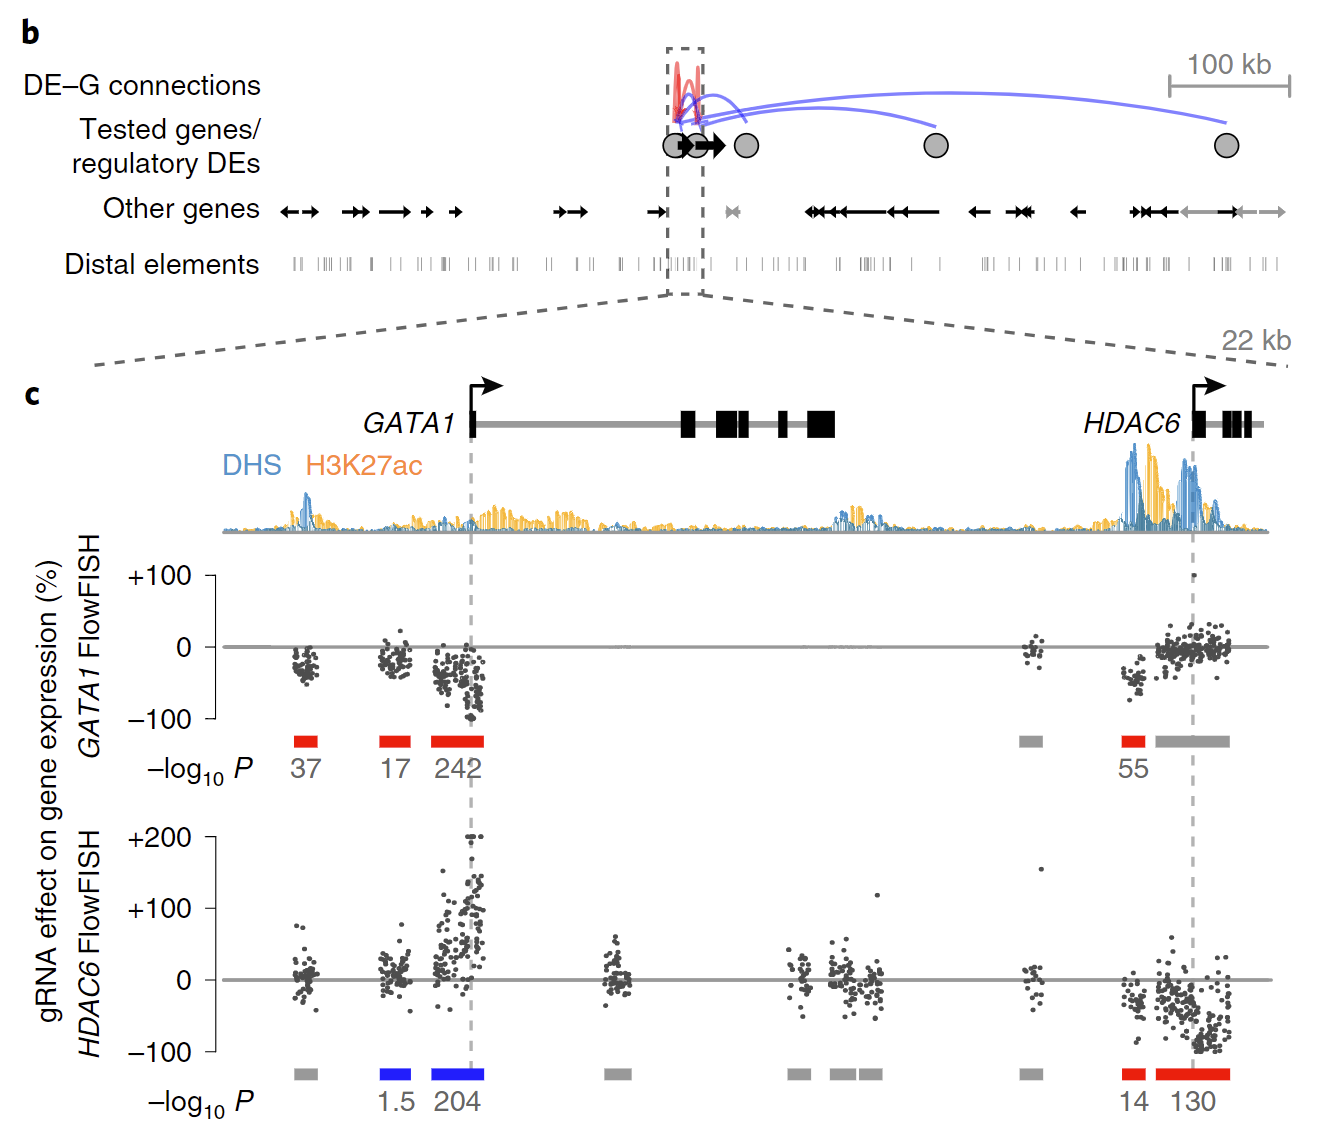 b
DE–G connections
100 kb
Tested genes/
regulatory DEs
Other genes
Distal elements
22 kb
c
GATA1
HDAC6
DHS H3K27ac
gRNA effect on gene expression (%)
GATA1 FlowFISH
+100
0
−100
−log10 P
37 17 242 55
HDAC6 FlowFISH
+200
+100
0
−100
−log10 P
1.5 204 14 130